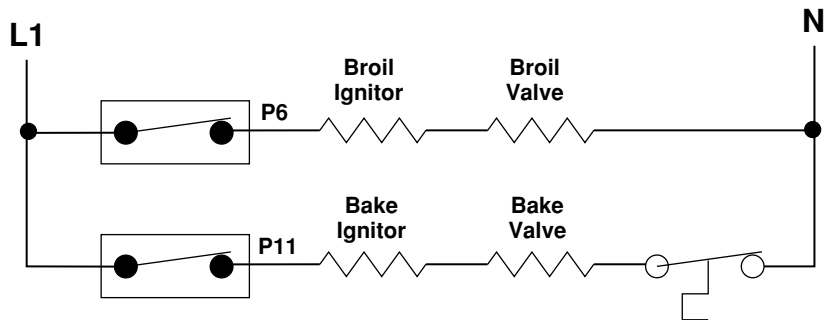 L1
N
Broil
Ignitor
Broil
Valve
P6
Bake
Ignitor
Bake
Valve
P11